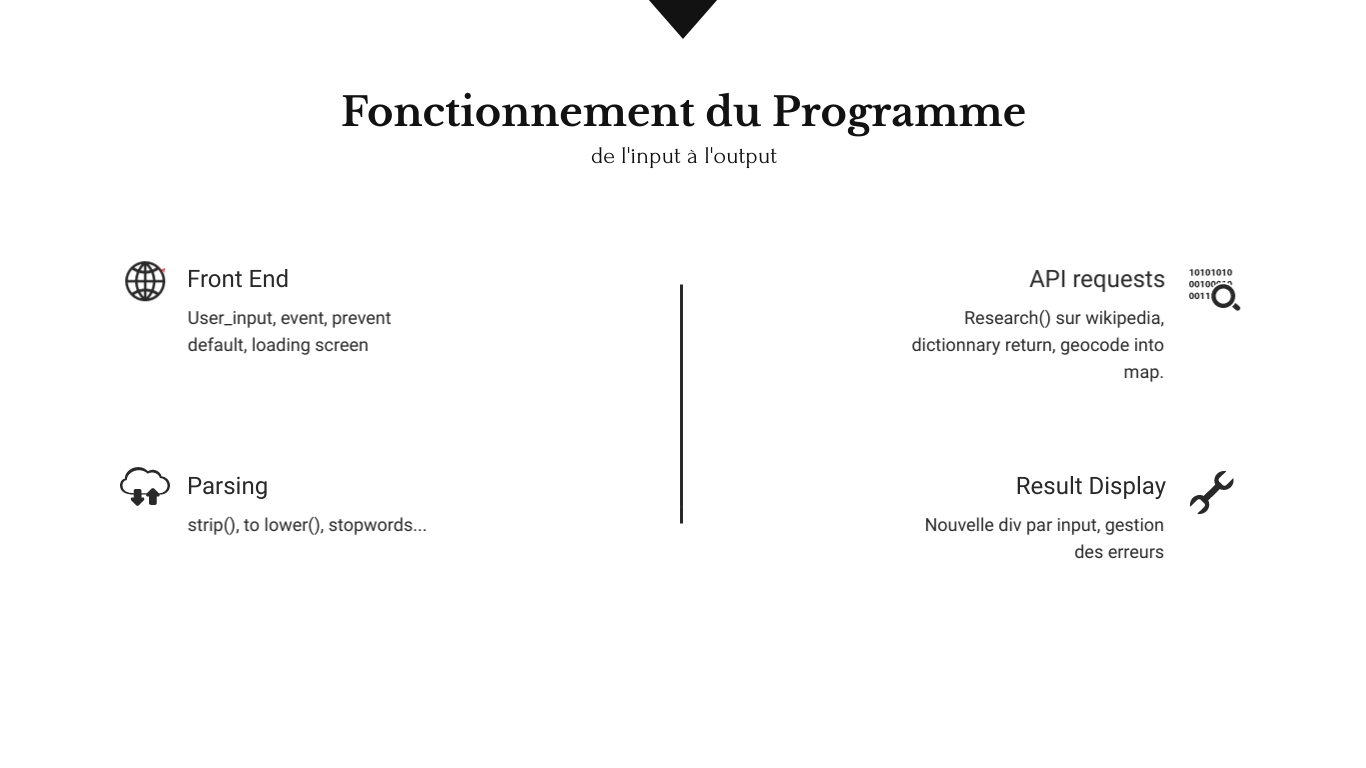 Fonctionnement du Programme
de l'input à l'output
Front End
User_input, event, prevent
default, loading screen
Parsing
strip(), to lower(), stopwords...
API requests
10101010
Research() sur wikipedia,
dictionnary return, geocode into
map.
Result Display
Nouvelle div par input, gestion
des erreurs